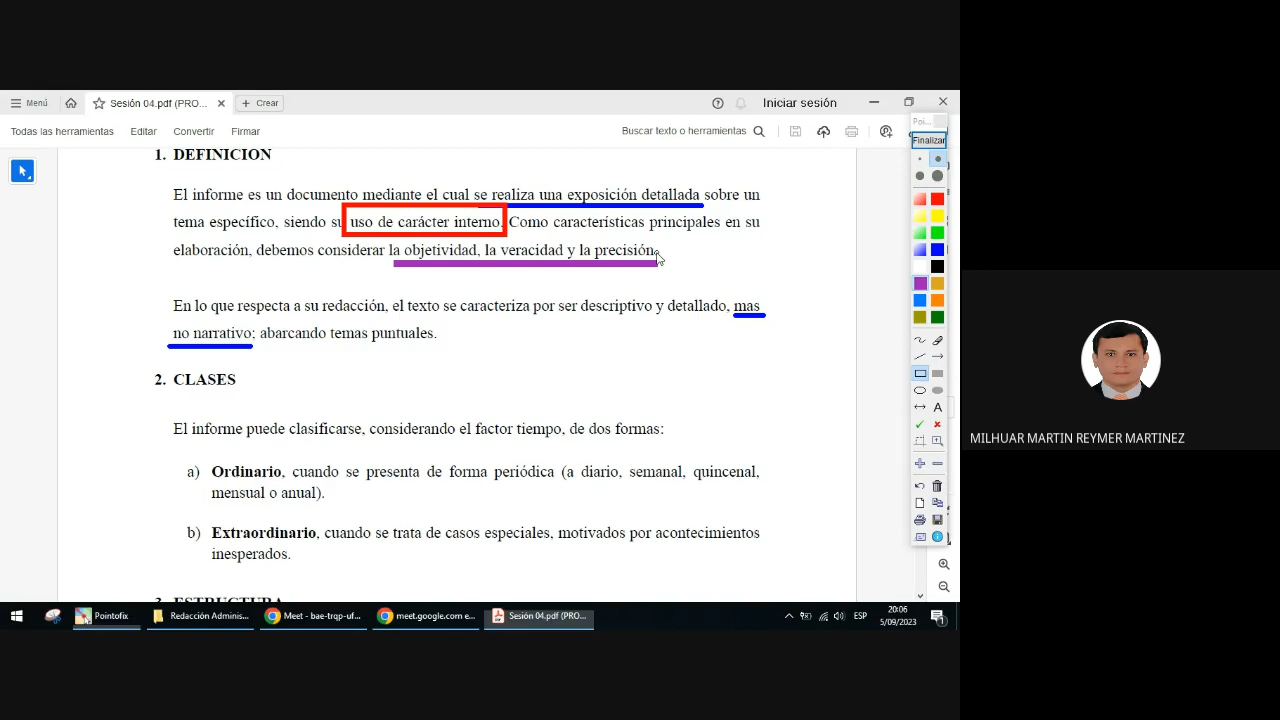 Menú
Sesión 04.pdf (PRO...
Crear
Iniciar sesión
Todas las herramientas
Editar
Convertir
Firmar
Buscar texto o herramientas
Poi...
Finalizar
1. DEFINICION
El informe es un documento mediante el cual se realiza una exposición detallada sobre un
tema específico, siendo su uso de carácter interno. Como características principales en su
elaboración, debemos considerar la objetividad, la veracidad y la precisión.
En lo que respecta a su redacción, el texto se caracteriza por ser descriptivo y detallado, mas
no narrativo; abarcando temas puntuales.
2. CLASES
El informe puede clasificarse, considerando el factor tiempo, de dos formas:
a) Ordinario, cuando se presenta de forma periódica (a diario, semanal, quincenal,
mensual o anual).
b) Extraordinario, cuando se trata de casos especiales, motivados por acontecimientos
inesperados.
3. ESTRUCTURA
A
MILHUAR MARTIN REYMER MARTINEZ
Pointofix
Redacción Adminis...
Meet - bae-trqp-uf...
meet.google.com e...
Sesión 04.pdf (PRO...
ESP
20:06
5/09/2023
1